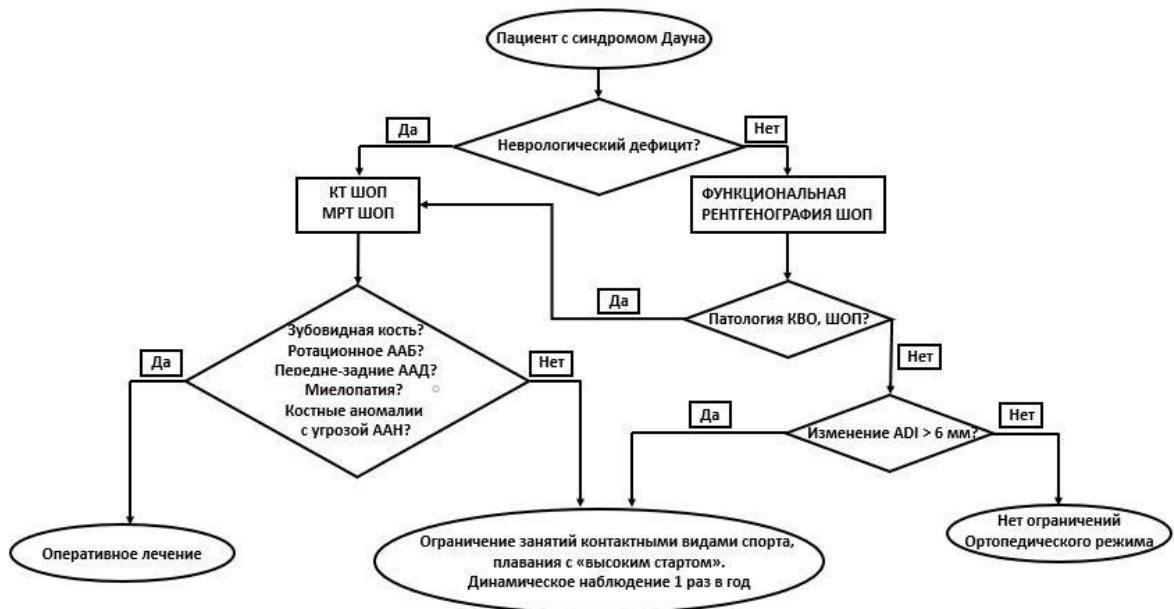 Пациент с синдромом Дауна
Да
Нет
Неврологический дефицит?
КТ ШОП
МРТ ШОП
ФУНКЦИОНАЛЬНАЯ
РЕНТГЕНОГРАФИЯ ШОП
Да
Патология КВО, ШОП?
Зубовидная кость?
Ротационное ААБ?
Передне-задние ААД?
Миелопатия?
Костные аномалии
с угрозой ААН?
Да
Нет
Нет
Да
Нет
Изменение ADI > 6 мм?
Оперативное лечение
Ограничение занятий контактными видами спорта,
плавания с «высоким стартом».
Динамическое наблюдение 1 раз в год
Нет ограничений
Ортопедического режима